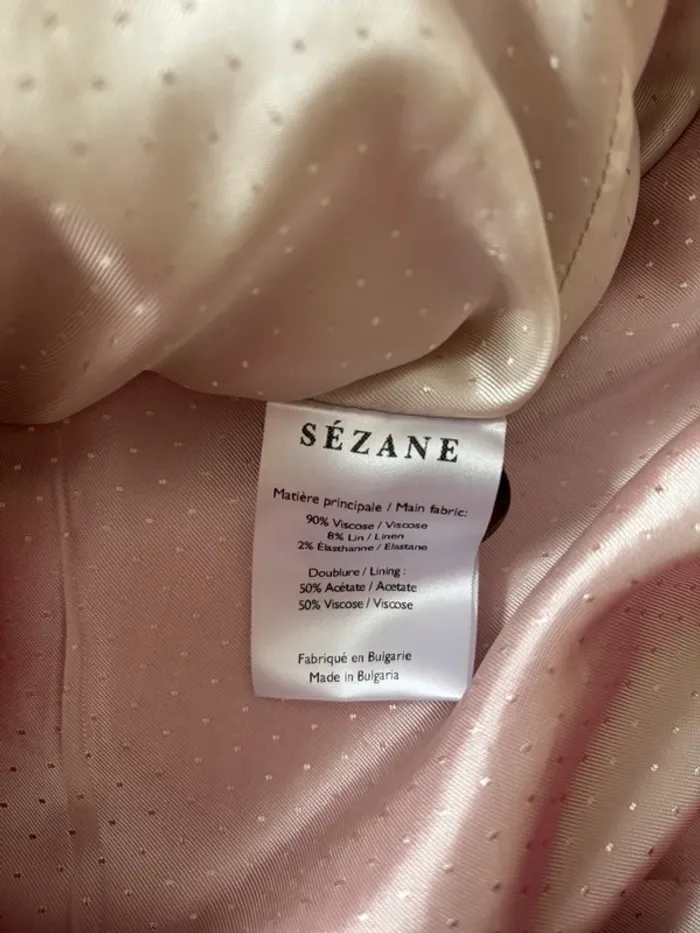 SÉZANE
Matière principale / Main fabric:
90% Viscose / Viscose
8% Lin / Linen
2% Élasthanne / Elastane
Doublure / Lining :
50% Acétate / Acetate
50% Viscose / Viscose
Fabriqué en Bulgarie
Made in Bulgaria